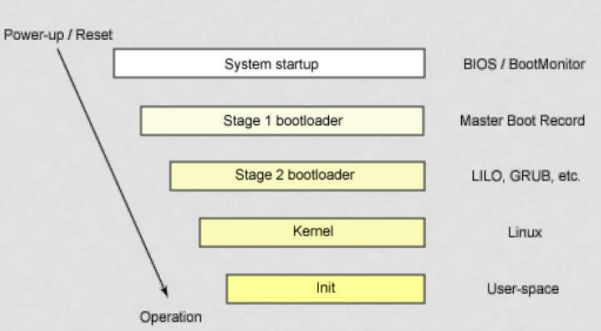 Power-up / Reset
System startup
BIOS / BootMonitor
Stage 1 bootloader
Master Boot Record
Stage 2 bootloader
LILO, GRUB, etc.
Kernel
Linux
Init
User-space
Operation